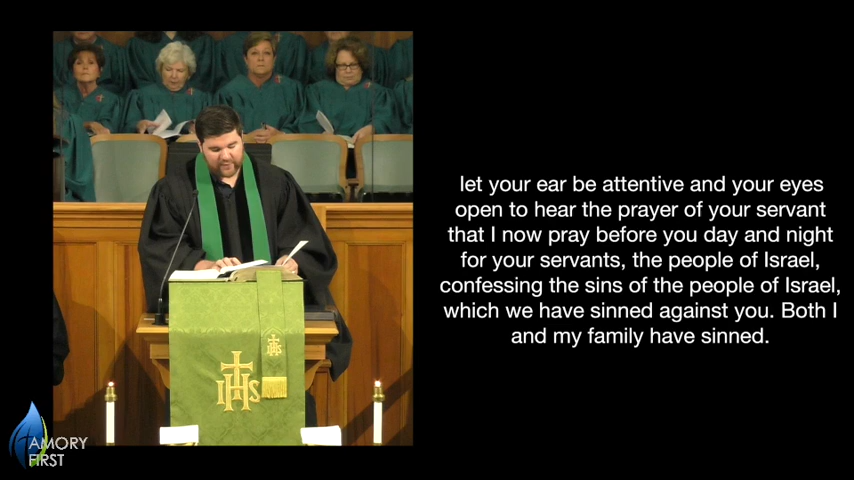 let your ear be attentive and your eyes
open to hear the prayer of your servant
that I now pray before you day and night
for your servants, the people of Israel,
confessing the sins of the people of Israel,
which we have sinned against you. Both I
and my family have sinned.
IHS
AMORY
FIRST